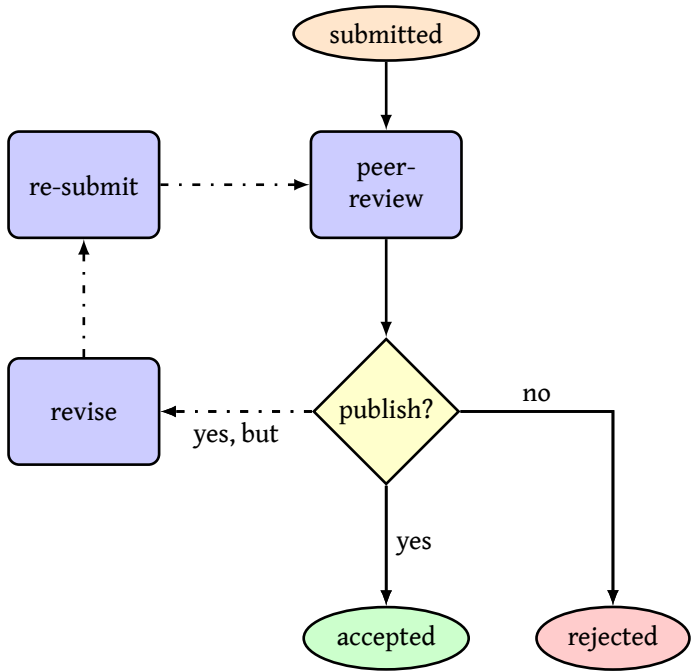 submitted
re-submit
peer-
review
revise
publish?
no
yes, but
yes
accepted
rejected